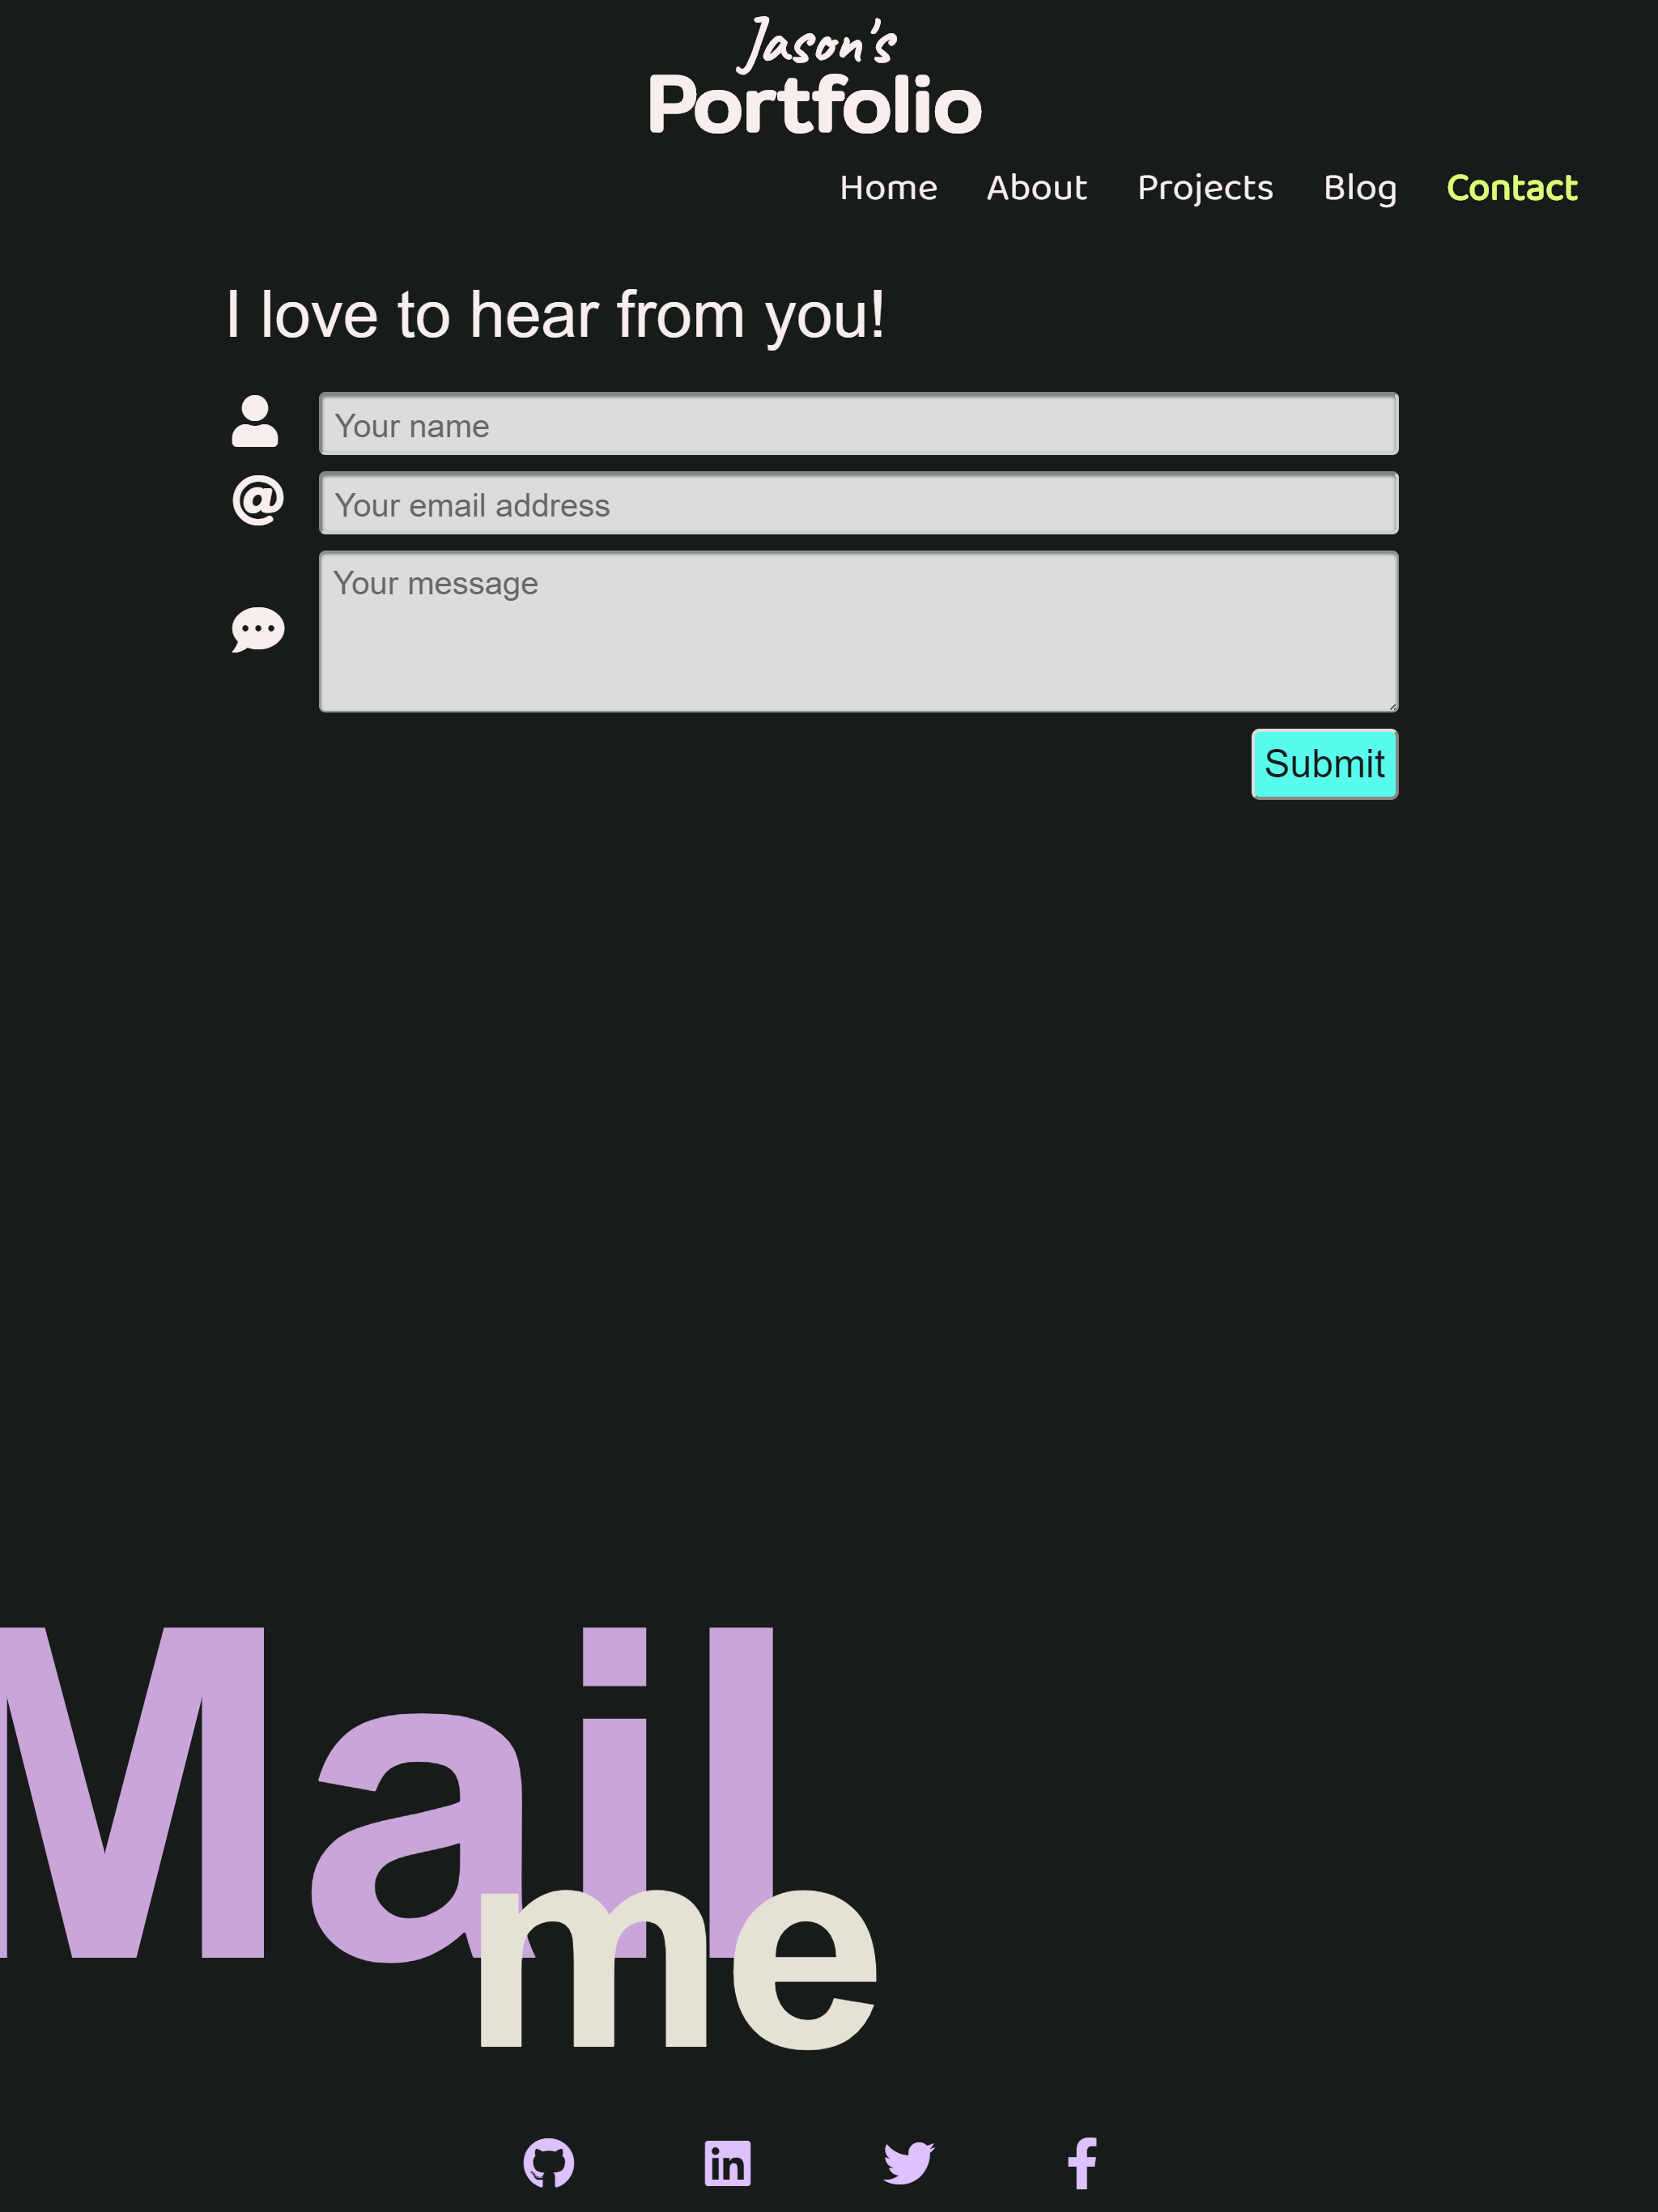 Jason's
Portfolio
Home About Projects Blog Contact
I love to hear from you!
Your name
@
Your email address
Your message
Submit
Mail
me